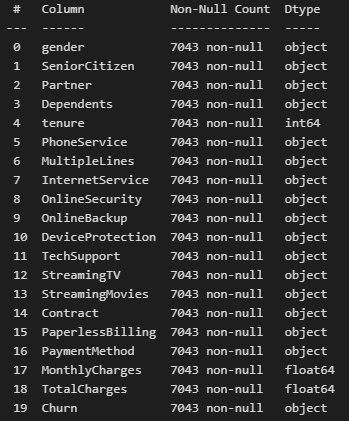 #   Column            Non-Null Count  Dtype
---  ------            --------------  -----
 0   gender            7043 non-null   object
 1   SeniorCitizen     7043 non-null   object
 2   Partner           7043 non-null   object
 3   Dependents        7043 non-null   object
 4   tenure            7043 non-null   int64
 5   PhoneService      7043 non-null   object
 6   MultipleLines     7043 non-null   object
 7   InternetService   7043 non-null   object
 8   OnlineSecurity    7043 non-null   object
 9   OnlineBackup      7043 non-null   object
 10  DeviceProtection  7043 non-null   object
 11  TechSupport       7043 non-null   object
 12  StreamingTV       7043 non-null   object
 13  StreamingMovies   7043 non-null   object
 14  Contract          7043 non-null   object
 15  PaperlessBilling  7043 non-null   object
 16  PaymentMethod     7043 non-null   object
 17  MonthlyCharges    7043 non-null   float64
 18  TotalCharges      7043 non-null   float64
 19  Churn             7043 non-null   object